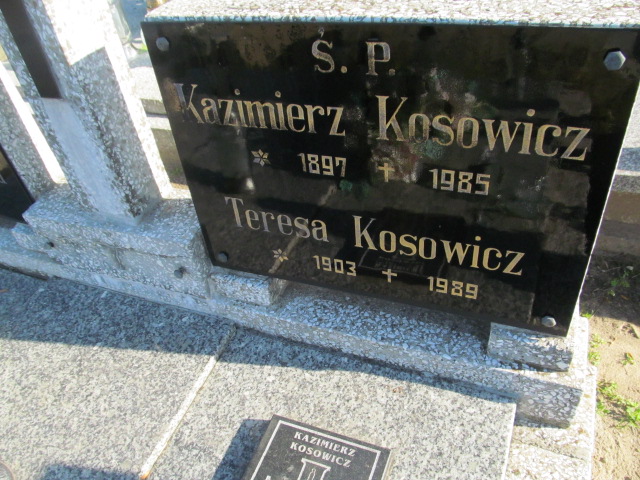 Ś. P.
Kazimierz Kosowicz
1897 1985
Teresa Kosowicz
1903 1989
KAZIMIERZ
KOSOWICZ